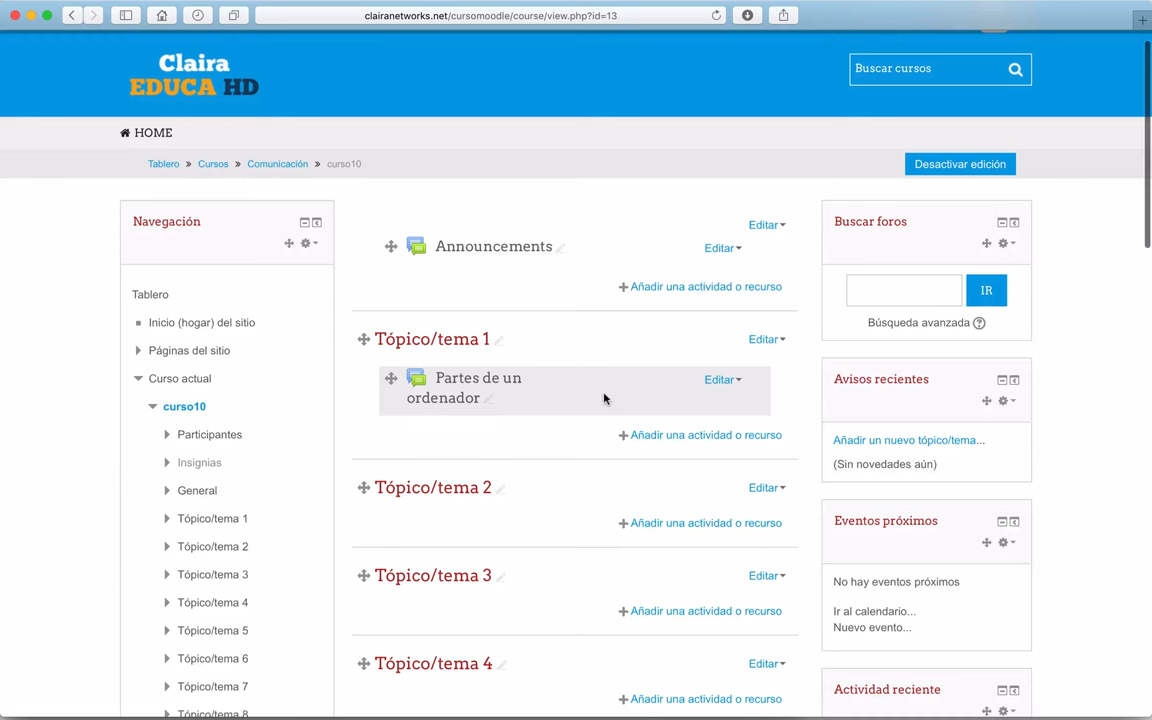 clairanetworks.net/cursomoodle/course/view.php?id=13
Claira
EDUCA HD
Buscar cursos
HOME
Tablero » Cursos » Comunicación » curso10
Desactivar edición
Navegación
Tablero
Inicio (hogar) del sitio
Páginas del sitio
Curso actual
curso10
Participantes
Insignias
General
Tópico/tema 1
Tópico/tema 2
Tópico/tema 3
Tópico/tema 4
Tópico/tema 5
Tópico/tema 6
Tópico/tema 7
Tópico/tema 8
Editar
Announcements
Editar
Añadir una actividad o recurso
Tópico/tema 1
Editar
Partes de un
ordenador
Editar
Añadir una actividad o recurso
Tópico/tema 2
Editar
Añadir una actividad o recurso
Tópico/tema 3
Editar
Añadir una actividad o recurso
Tópico/tema 4
Editar
Añadir una actividad o recurso
Buscar foros
IR
Búsqueda avanzada
Avisos recientes
Añadir un nuevo tópico/tema...
(Sin novedades aún)
Eventos próximos
No hay eventos próximos
Ir al calendario...
Nuevo evento...
Actividad reciente